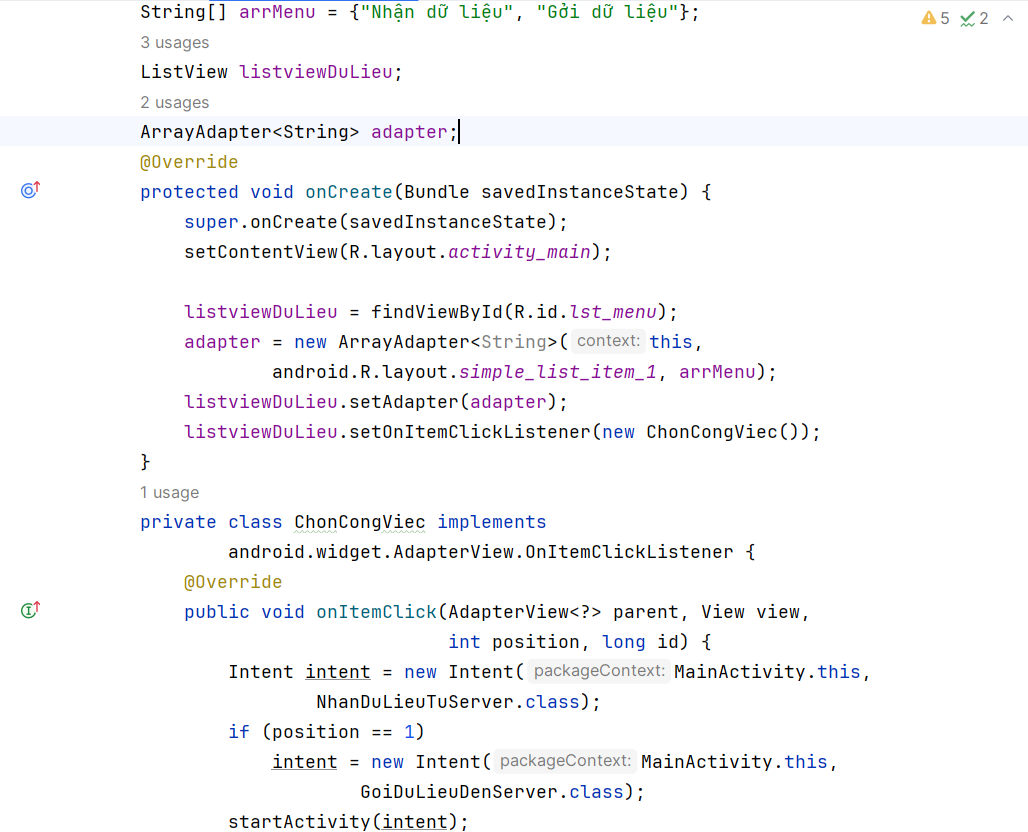 String[] arrMenu = {"Nhận dữ liệu", "Gởi dữ liệu"};
5 2
3 usages
ListView listviewDuLieu;
2 usages
ArrayAdapter<String> adapter;
@Override
protected void onCreate(Bundle savedInstanceState) {
super.onCreate(savedInstanceState);
setContentView(R.layout.activity_main);
listviewDuLieu = findViewById(R.id.lst_menu);
adapter = new ArrayAdapter<String>( context: this,
android.R.layout.simple_list_item_1, arrMenu);
listviewDuLieu.setAdapter(adapter);
listviewDuLieu.setOnItemClickListener(new ChonCongViec());
}
1 usage
private class ChonCongViec implements
android.widget.AdapterView.OnItemClickListener {
@Override
public void onItemClick(AdapterView<?> parent, View view,
int position, long id) {
Intent intent = new Intent( packageContext: MainActivity.this,
NhanDuLieuTuServer.class);
if (position == 1)
intent = new Intent( packageContext: MainActivity.this,
GoiDuLieuDenServer.class);
startActivity(intent);